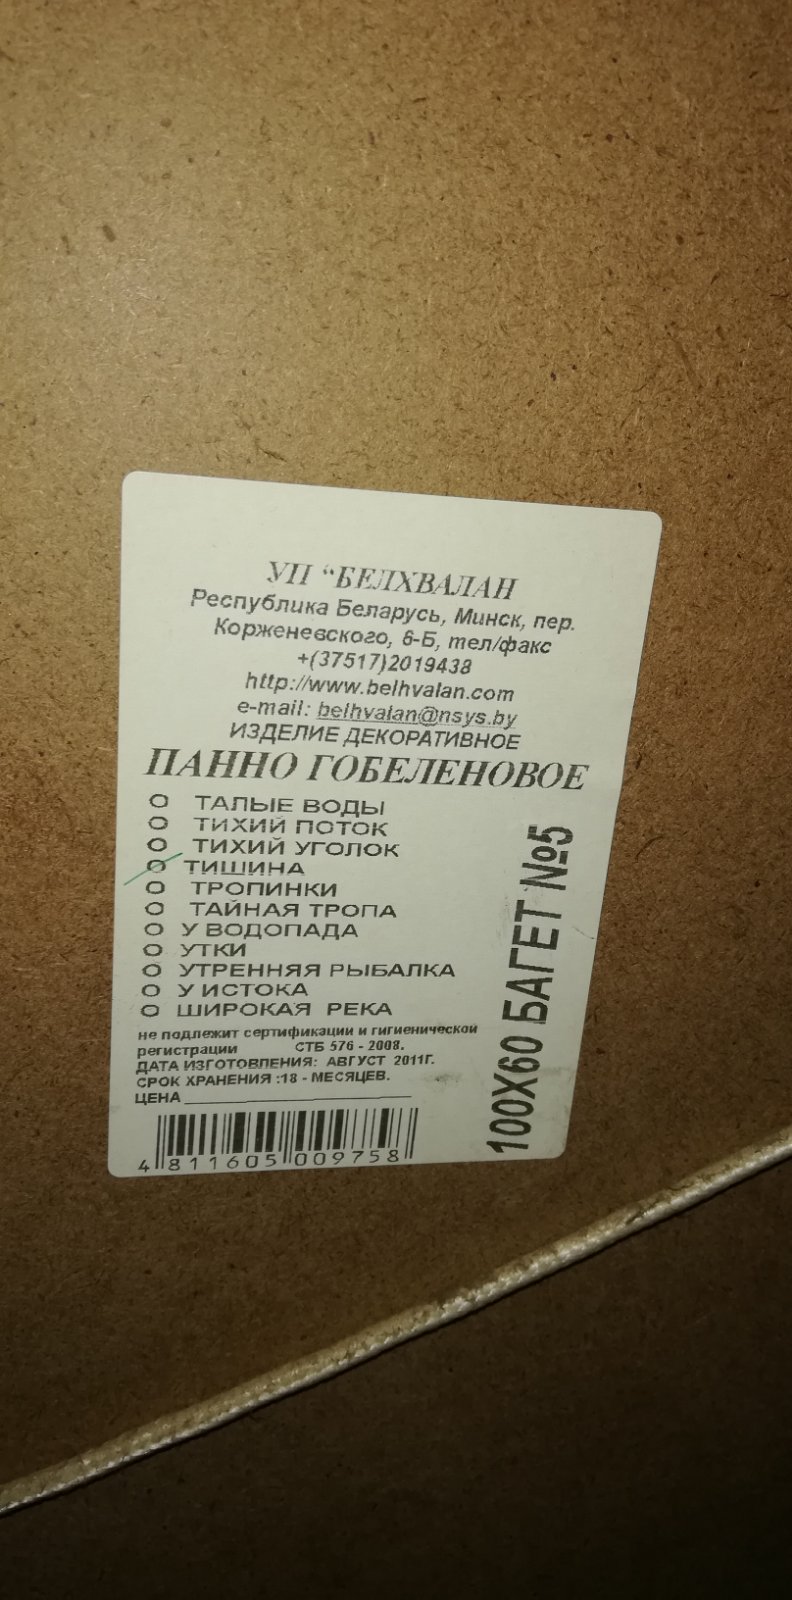 УП “БЕЛХВАЛАН
Республика Беларусь, Минск, пер.
Корженевского, 6-Б, тел/факс
+(37517)2019438
http://www.belhvalan.com
e-mail: belhvalan@nsys.by
ИЗДЕЛИЕ ДЕКОРАТИВНОЕ
ПАННО ГОБЕЛЕНОВОЕ
О ТАЛЫЕ ВОДЫ
О ТИХИЙ ПОТОК
О ТИХИЙ УГОЛОК
О ТИШИНА
О ТРОПИНКИ
О ТАЙНАЯ ТРОПА
О У ВОДОПАДА
О УТКИ
О УТРЕННЯЯ РЫБАЛКА
О У ИСТОКА
О ШИРОКАЯ РЕКА
100Х60 БАГЕТ №5
не подлежит сертификации и гигиенической
регистрации СТБ 576 - 2008.
ДАТА ИЗГОТОВЛЕНИЯ: АВГУСТ 2011Г.
СРОК ХРАНЕНИЯ :18 - МЕСЯЦЕВ.
ЦЕНА
4 811605 009758